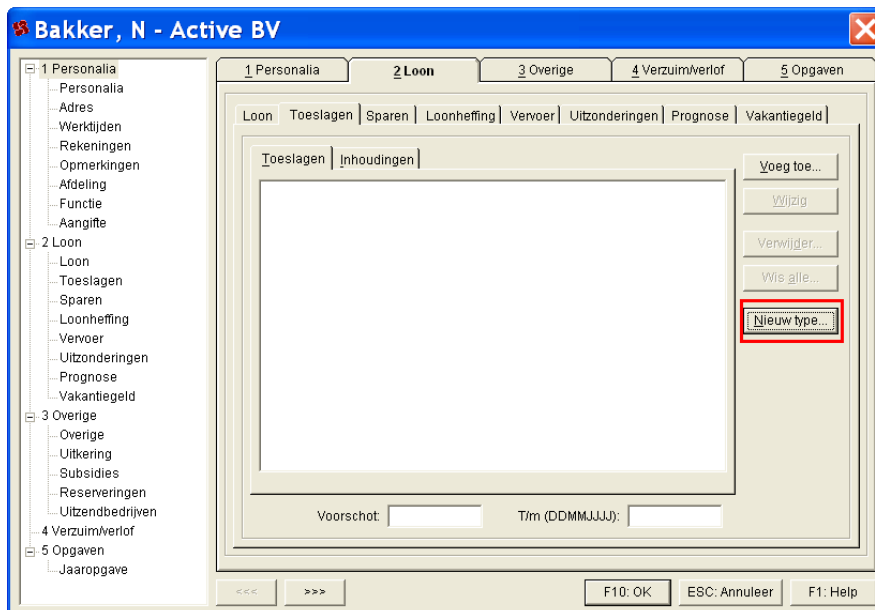 Bakker, N - Active BV
1 Personalia
Personalia
Adres
Werktijden
Rekeningen
Opmerkingen
Afdeling
Functie
Aangifte
2 Loon
Loon
Toeslagen
Sparen
Loonheffing
Vervoer
Uitzonderingen
Prognose
Vakantiegeld
3 Overige
Overige
Uitkering
Subsidies
Reserveringen
Uitzendbedrijven
4 Verzuim/verlof
5 Opgaven
Jaaropgave
1 Personalia 2 Loon 3 Overige 4 Verzuim/verlof 5 Opgaven
Loon Toeslagen Sparen Loonheffing Vervoer Uitzonderingen Prognose Vakantiegeld
Toeslagen Inhoudingen
Voeg toe...
Wijzig
Verwijder...
Wis alle...
Nieuw type...
Voorschot: T/m (DDMMJJJJ):
<<< >>> F10: OK ESC: Annuleer F1: Help